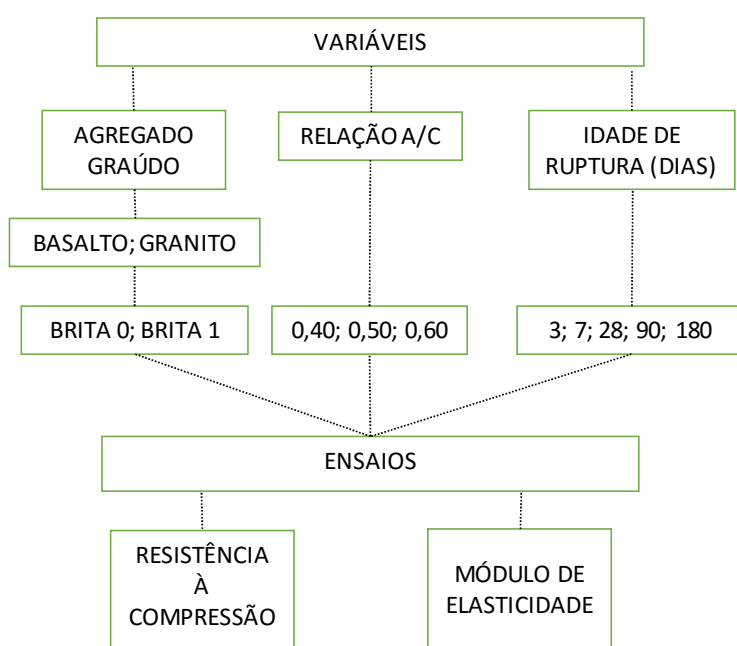 VARIÁVEIS
AGREGADO
GRAÚDO
RELAÇÃO A/C
IDADE DE
RUPTURA (DIAS)
BASALTO; GRANITO
BRITA 0; BRITA 1
0,40; 0,50; 0,60
3; 7; 28; 90; 180
ENSAIOS
RESISTÊNCIA
À
COMPRESSÃO
MÓDULO DE
ELASTICIDADE